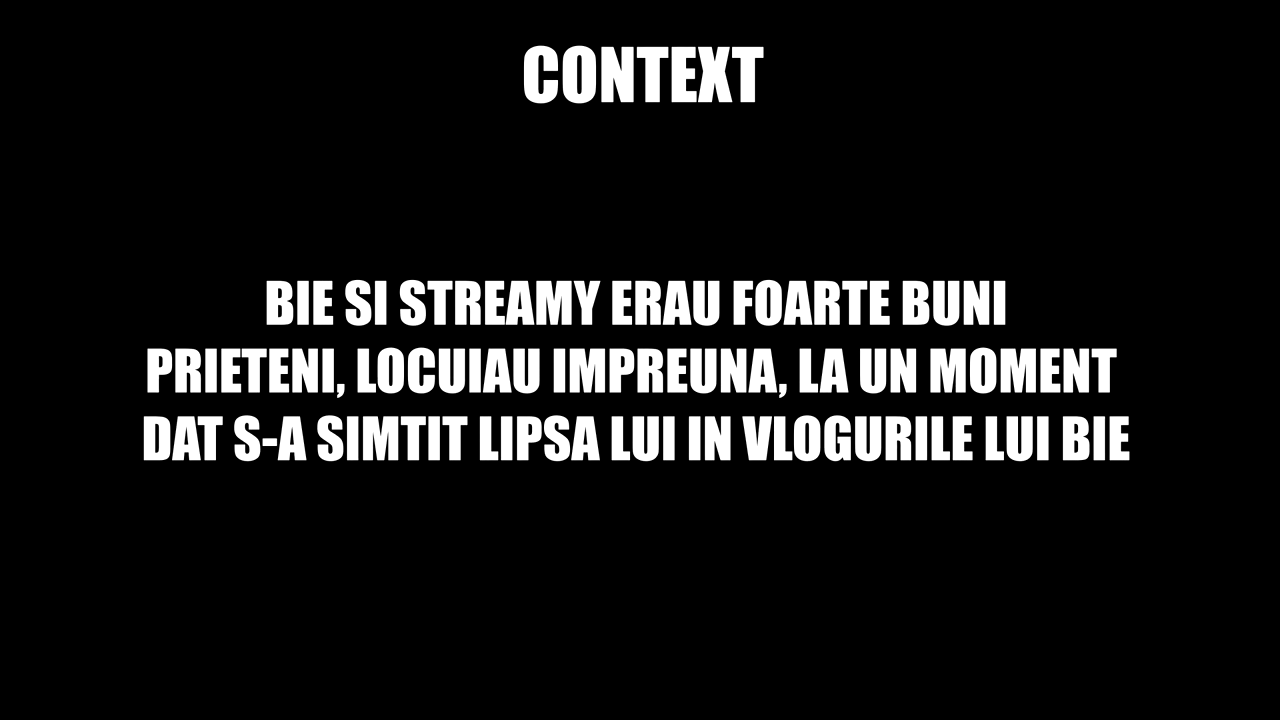 CONTEXT
BIE SI STREAMY ERAU FOARTE BUNI
PRIETENI, LOCUIAU IMPREUNA, LA UN MOMENT
DAT S-A SIMTIT LIPSA LUI IN VLOGURILE LUI BIE